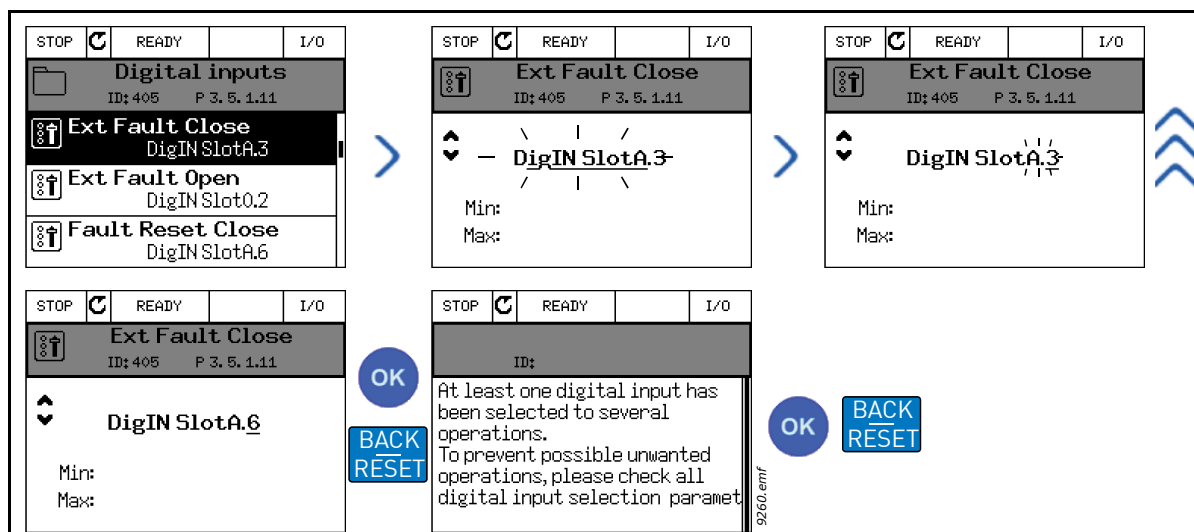 STOP READY I/O
Digital inputs
ID: 405 P 3. 5. 1.11
Ext Fault Close
DigIN SlotA.3
Ext Fault Open
DigIN Slot0.2
Fault Reset Close
DigIN SlotA.6
STOP READY I/O
Ext Fault Close
ID: 405 P 3. 5. 1.11
DigIN SlotA.3
Min:
Max:
STOP READY I/O
Ext Fault Close
ID: 405 P 3. 5. 1.11
DigIN SlotA.3
Min:
Max:
STOP READY I/O
Ext Fault Close
ID: 405 P 3. 5. 1.11
DigIN SlotA.6
Min:
Max:
OK
BACK
RESET
STOP READY I/O
ID:
At least one digital input has
been selected to several
operations.
To prevent possible unwanted
operations, please check all
digital input selection paramet
OK
BACK
RESET
9260.emf